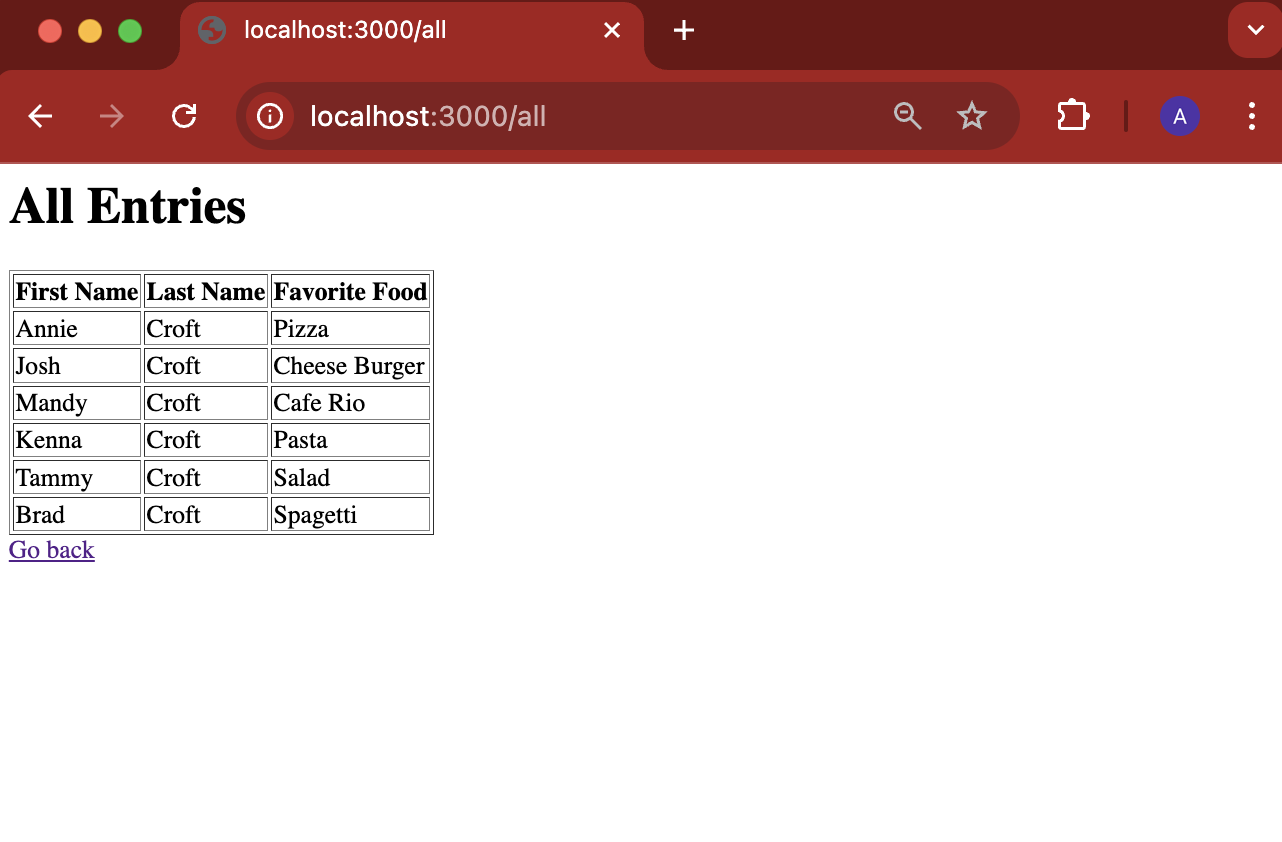 localhost:3000/all
localhost:3000/all
A
All Entries
First Name Last Name Favorite Food
Annie Croft Pizza
Josh Croft Cheese Burger
Mandy Croft Cafe Rio
Kenna Croft Pasta
Tammy Croft Salad
Brad Croft Spagetti
Go back